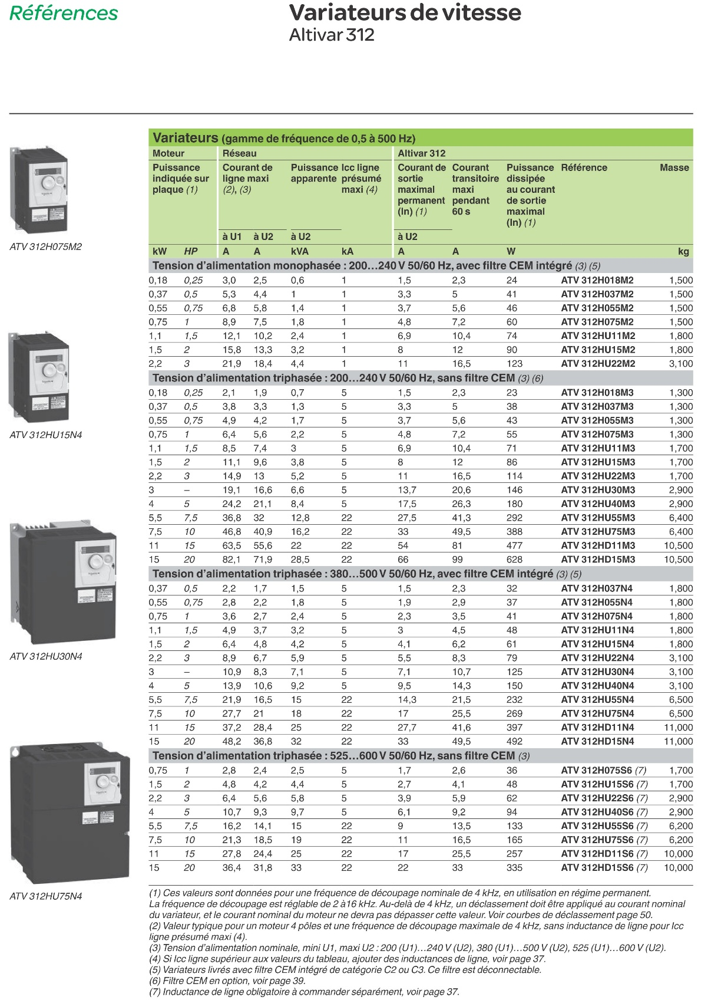 Références
Variateurs de vitesse
Altivar 312
Variateurs (gamme de fréquence de 0,5 à 500 Hz)
Moteur Réseau Altivar 312
Puissance indiquée sur plaque (1) Courant de ligne maxi (2), (3) Puissance apparente Icc ligne présumé maxi (4) Courant de sortie maximal permanent (In) (1) Courant transitoire maxi pendant 60 s Puissance dissipée au courant de sortie maximal (In) (1) Référence Masse
à U1 à U2 à U2 à U2
kW HP A A kVA kA A A W kg
Tension d'alimentation monophasée : 200…240 V 50/60 Hz, avec filtre CEM intégré (3) (5)
0,18 0,25 3,0 2,5 0,6 1 1,5 2,3 24 ATV 312H018M2 1,500
0,37 0,5 5,3 4,4 1 1 3,3 5 41 ATV 312H037M2 1,500
0,55 0,75 6,8 5,8 1,4 1 3,7 5,6 46 ATV 312H055M2 1,500
0,75 1 8,9 7,5 1,8 1 4,8 7,2 60 ATV 312H075M2 1,500
1,1 1,5 12,1 10,2 2,4 1 6,9 10,4 74 ATV 312HU11M2 1,800
1,5 2 15,8 13,3 3,2 1 8 12 90 ATV 312HU15M2 1,800
2,2 3 21,9 18,4 4,4 1 11 16,5 123 ATV 312HU22M2 3,100
Tension d'alimentation triphasée : 200…240 V 50/60 Hz, sans filtre CEM (3) (6)
0,18 0,25 2,1 1,9 0,7 5 1,5 2,3 23 ATV 312H018M3 1,300
0,37 0,5 3,8 3,3 1,3 5 3,3 5 38 ATV 312H037M3 1,300
0,55 0,75 4,9 4,2 1,7 5 3,7 5,6 43 ATV 312H055M3 1,300
0,75 1 6,4 5,6 2,2 5 4,8 7,2 55 ATV 312H075M3 1,300
1,1 1,5 8,5 7,4 3 5 6,9 10,4 71 ATV 312HU11M3 1,700
1,5 2 11,1 9,6 3,8 5 8 12 86 ATV 312HU15M3 1,700
2,2 3 14,9 13 5,2 5 11 16,5 114 ATV 312HU22M3 1,700
3 – 19,1 16,6 6,6 5 13,7 20,6 146 ATV 312HU30M3 2,900
4 5 24,2 21,1 8,4 5 17,5 26,3 180 ATV 312HU40M3 2,900
5,5 7,5 36,8 32 12,8 22 27,5 41,3 292 ATV 312HU55M3 6,400
7,5 10 46,8 40,9 16,2 22 33 49,5 388 ATV 312HU75M3 6,400
11 15 63,5 55,6 22 22 54 81 477 ATV 312HD11M3 10,500
15 20 82,1 71,9 28,5 22 66 99 628 ATV 312HD15M3 10,500
Tension d'alimentation triphasée : 380…500 V 50/60 Hz, avec filtre CEM intégré (3) (5)
0,37 0,5 2,2 1,7 1,5 5 1,5 2,3 32 ATV 312H037N4 1,800
0,55 0,75 2,8 2,2 1,8 5 1,9 2,9 37 ATV 312H055N4 1,800
0,75 1 3,6 2,7 2,4 5 2,3 3,5 41 ATV 312H075N4 1,800
1,1 1,5 4,9 3,7 3,2 5 3 4,5 48 ATV 312HU11N4 1,800
1,5 2 6,4 4,8 4,2 5 4,1 6,2 61 ATV 312HU15N4 1,800
2,2 3 8,9 6,7 5,9 5 5,5 8,3 79 ATV 312HU22N4 3,100
3 – 10,9 8,3 7,1 5 7,1 10,7 125 ATV 312HU30N4 3,100
4 5 13,9 10,6 9,2 5 9,5 14,3 150 ATV 312HU40N4 3,100
5,5 7,5 21,9 16,5 15 22 14,3 21,5 232 ATV 312HU55N4 6,500
7,5 10 27,7 21 18 22 17 25,5 269 ATV 312HU75N4 6,500
11 15 37,2 28,4 25 22 27,7 41,6 397 ATV 312HD11N4 11,000
15 20 48,2 36,8 32 22 33 49,5 492 ATV 312HD15N4 11,000
Tension d'alimentation triphasée : 525…600 V 50/60 Hz, sans filtre CEM (3)
0,75 1 2,8 2,4 2,5 5 1,7 2,6 36 ATV 312H075S6 (7) 1,700
1,5 2 4,8 4,2 4,4 5 2,7 4,1 48 ATV 312HU15S6 (7) 1,700
2,2 3 6,4 5,6 5,8 5 3,9 5,9 62 ATV 312HU22S6 (7) 2,900
4 5 10,7 9,3 9,7 5 6,1 9,2 94 ATV 312HU40S6 (7) 2,900
5,5 7,5 16,2 14,1 15 22 9 13,5 133 ATV 312HU55S6 (7) 6,200
7,5 10 21,3 18,5 19 22 11 16,5 165 ATV 312HU75S6 (7) 6,200
11 15 27,8 24,4 25 22 17 25,5 257 ATV 312HD11S6 (7) 10,000
15 20 36,4 31,8 33 22 22 33 335 ATV 312HD15S6 (7) 10,000
(1) Ces valeurs sont données pour une fréquence de découpage nominale de 4 kHz, en utilisation en régime permanent.
La fréquence de découpage est réglable de 2 à16 kHz. Au-delà de 4 kHz, un déclassement doit être appliqué au courant nominal
du variateur, et le courant nominal du moteur ne devra pas dépasser cette valeur. Voir courbes de déclassement page 50.
(2) Valeur typique pour un moteur 4 pôles et une fréquence de découpage maximale de 4 kHz, sans inductance de ligne pour Icc
ligne présumé maxi (4).
(3) Tension d'alimentation nominale, mini U1, maxi U2 : 200 (U1)…240 V (U2), 380 (U1)…500 V (U2), 525 (U1)…600 V (U2).
(4) Si Icc ligne supérieur aux valeurs du tableau, ajouter des inductances de ligne, voir page 37.
(5) Variateurs livrés avec filtre CEM intégré de catégorie C2 ou C3. Ce filtre est déconnectable.
(6) Filtre CEM en option, voir page 39.
(7) Inductance de ligne obligatoire à commander séparément, voir page 37.
ATV 312H075M2
ATV 312HU15N4
ATV 312HU30N4
ATV 312HU75N4